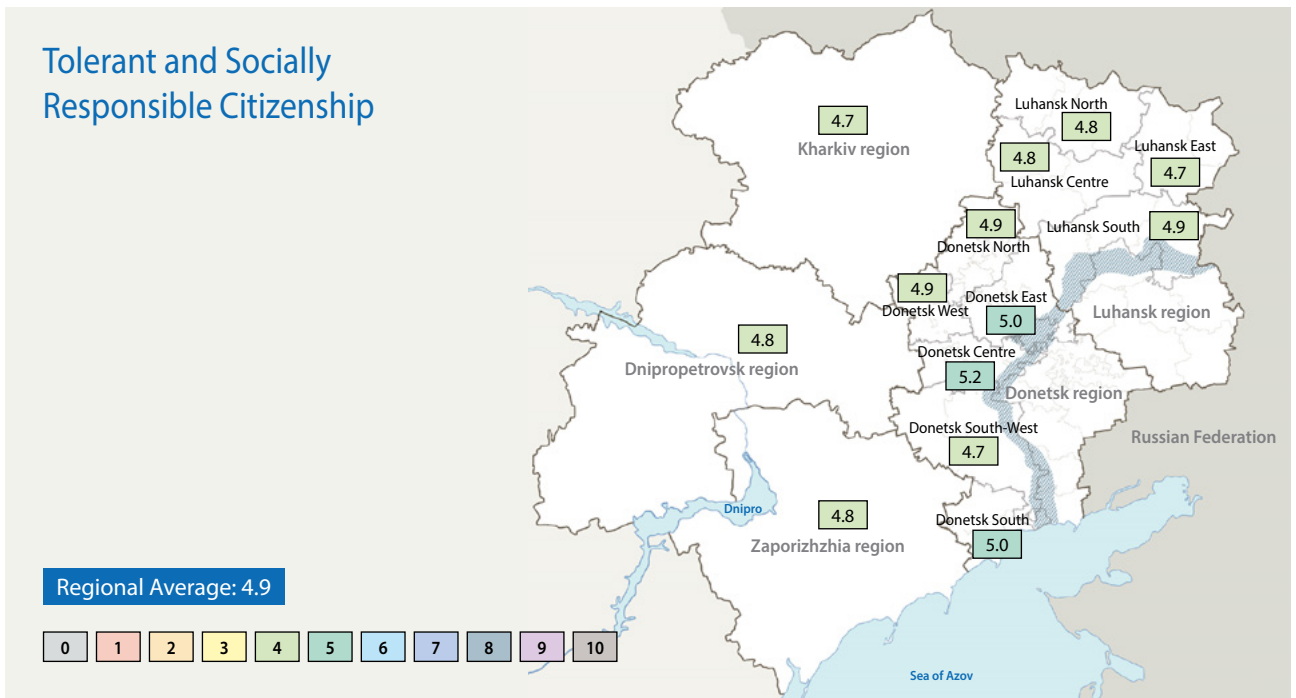 Tolerant and Socially
Responsible Citizenship
4.7
Kharkiv region
Luhansk North
4.8
4.8
Luhansk Centre
Luhansk East
4.7
Luhansk South
4.9
4.9
Donetsk North
4.9
Donetsk West
Donetsk East
5.0
Luhansk region
4.8
Dnipropetrovsk region
Donetsk Centre
5.2
Donetsk region
Donetsk South-West
4.7
Russian Federation
Dnipro
4.8
Zaporizhzhia region
Donetsk South
5.0
Regional Average: 4.9
0 1 2 3 4 5 6 7 8 9 10
Sea of Azov